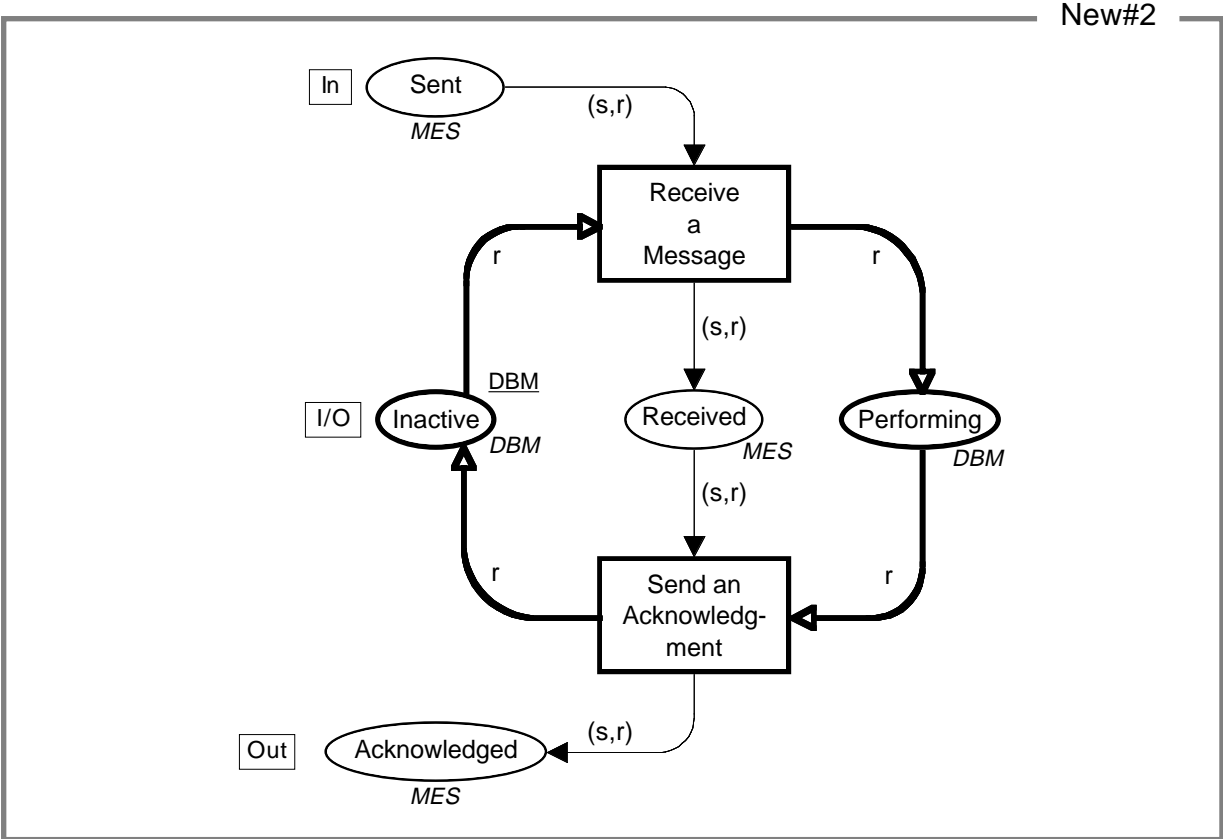 New#2
In
Sent
(s,r)
MES
Receive
a
Message
r
r
(s,r)
DBM
I/O
Inactive
Received
Performing
DBM
MES
DBM
(s,r)
r
r
Send an
Acknowledg-
ment
(s,r)
Out
Acknowledged
MES